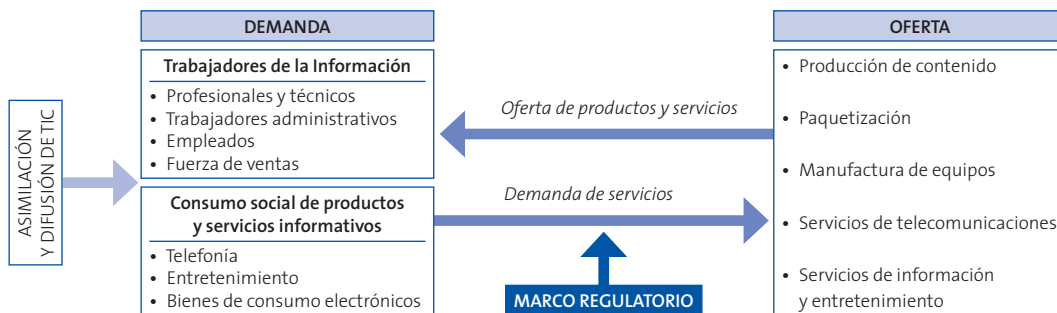 DEMANDA
OFERTA
ASIMILACIÓN
Y DIFUSIÓN DE TIC
Trabajadores de la Información
• Profesionales y técnicos
• Trabajadores administrativos
• Empleados
• Fuerza de ventas
Consumo social de productos
y servicios informativos
• Telefonía
• Entretenimiento
• Bienes de consumo electrónicos
Oferta de productos y servicios
Demanda de servicios
MARCO REGULATORIO
• Producción de contenido
• Paquetización
• Manufactura de equipos
• Servicios de telecomunicaciones
• Servicios de información
y entretenimiento